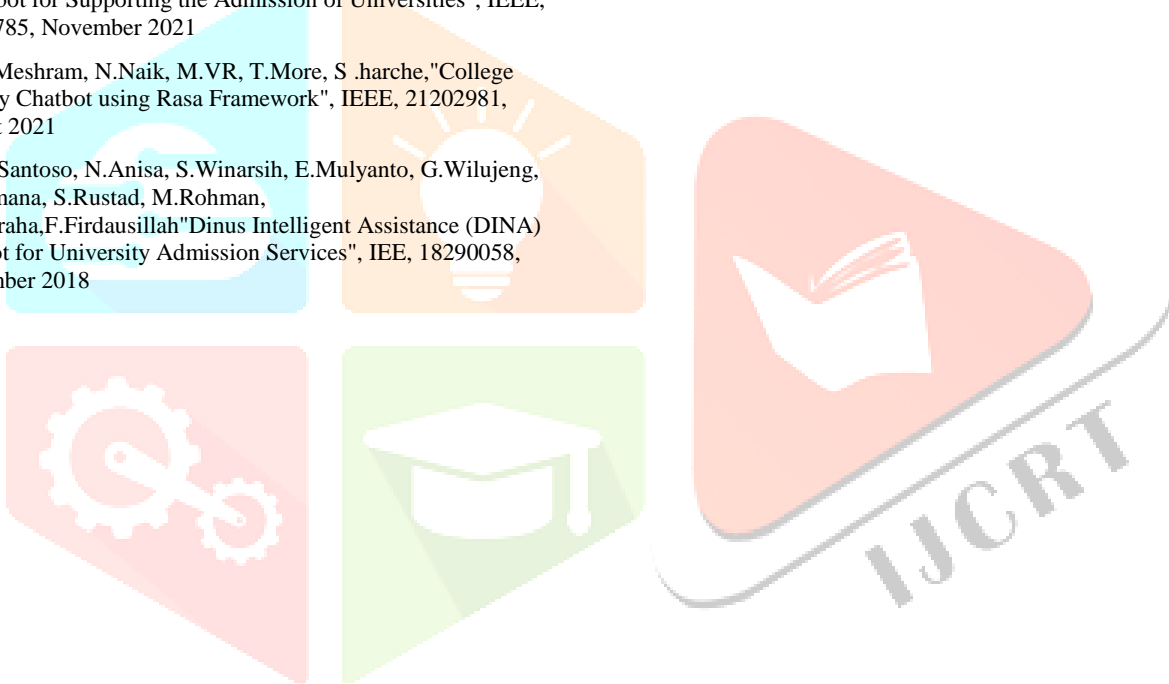 ot for Supporting the Admission of Universities", IEEE,
785, November 2021
Meshram, N.Naik, M.VR, T.More, S .harche,"College
y Chatbot using Rasa Framework", IEEE, 21202981,
t 2021
Santoso, N.Anisa, S.Winarsih, E.Mulyanto, G.Wilujeng,
mana, S.Rustad, M.Rohman,
raha,F.Firdausillah"Dinus Intelligent Assistance (DINA)
ot for University Admission Services", IEE, 18290058,
mber 2018
IJCRT